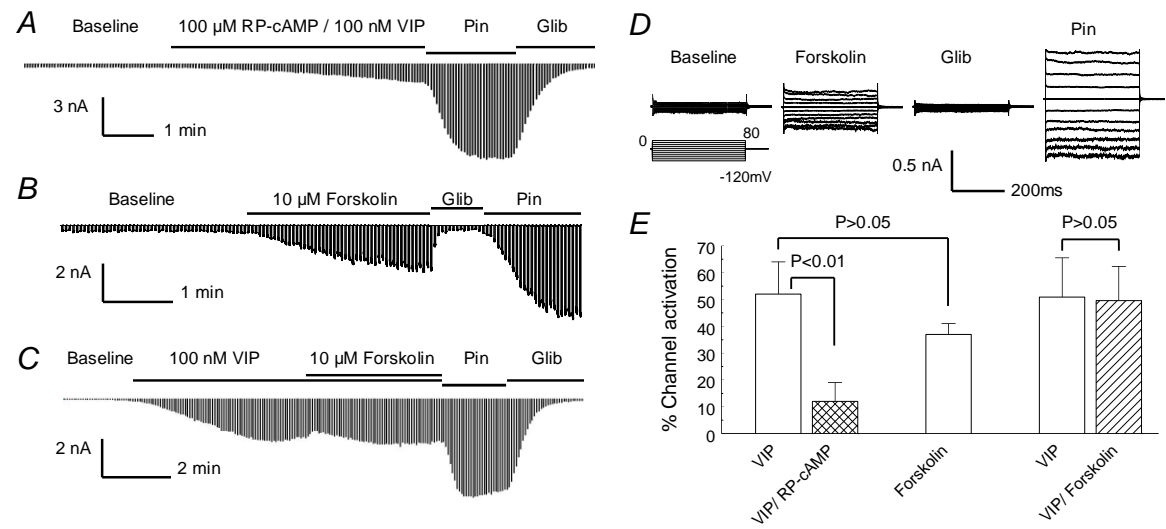 A
Baseline
100 µM RP-cAMP / 100 nM VIP
Pin
Glib
3 nA
1 min
B
Baseline
10 µM Forskolin
Glib
Pin
2 nA
1 min
C
Baseline
100 nM VIP
10 µM Forskolin
Pin
Glib
2 nA
2 min
D
Baseline
Forskolin
Glib
Pin
0
80
-120mV
0.5 nA
200ms
E
P>0.05
P>0.05
P<0.01
% Channel activation
70
60
50
40
30
20
10
0
VIP
VIP/ RP-cAMP
Forskolin
VIP
VIP/ Forskolin